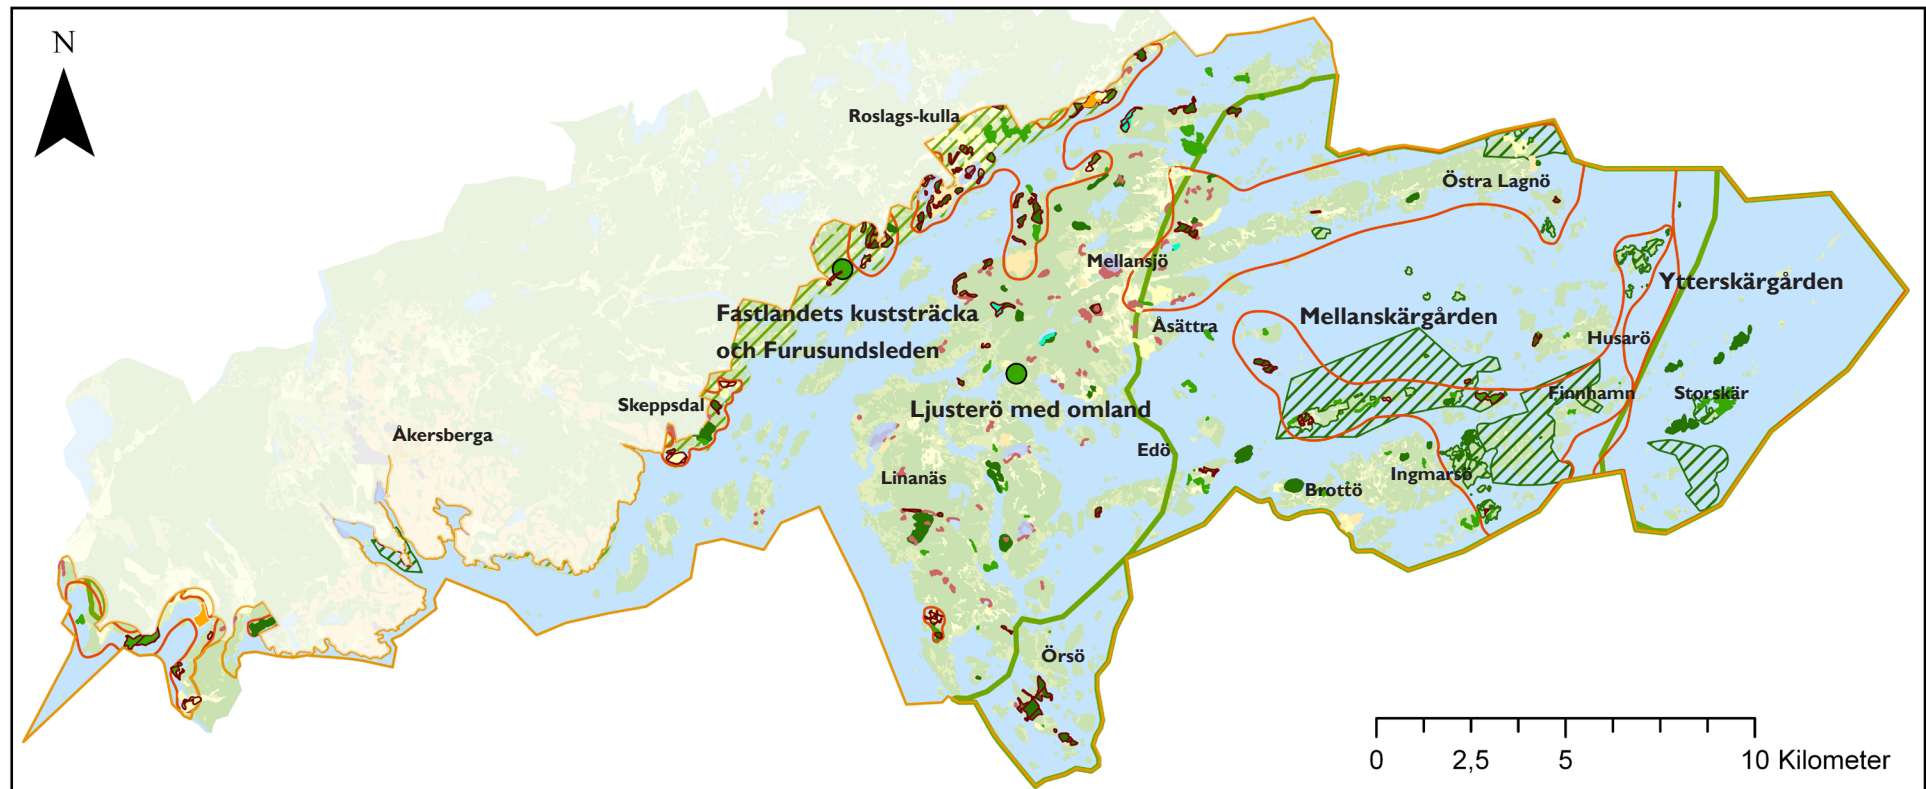 N
Roslags-kulla
Östra Lagnö
Mellansjö
Ytterskärgården
Fastlandets kuststräcka
och Furusundsleden
Mellanskärgården
Åsättra
Husarö
Finnhamn
Storskär
Skeppsdal
Ljusterö med omland
Åkersberga
Edö
Linanäs
Ingmarsö
Brottö
Örsö
0 2,5 5 10 Kilometer